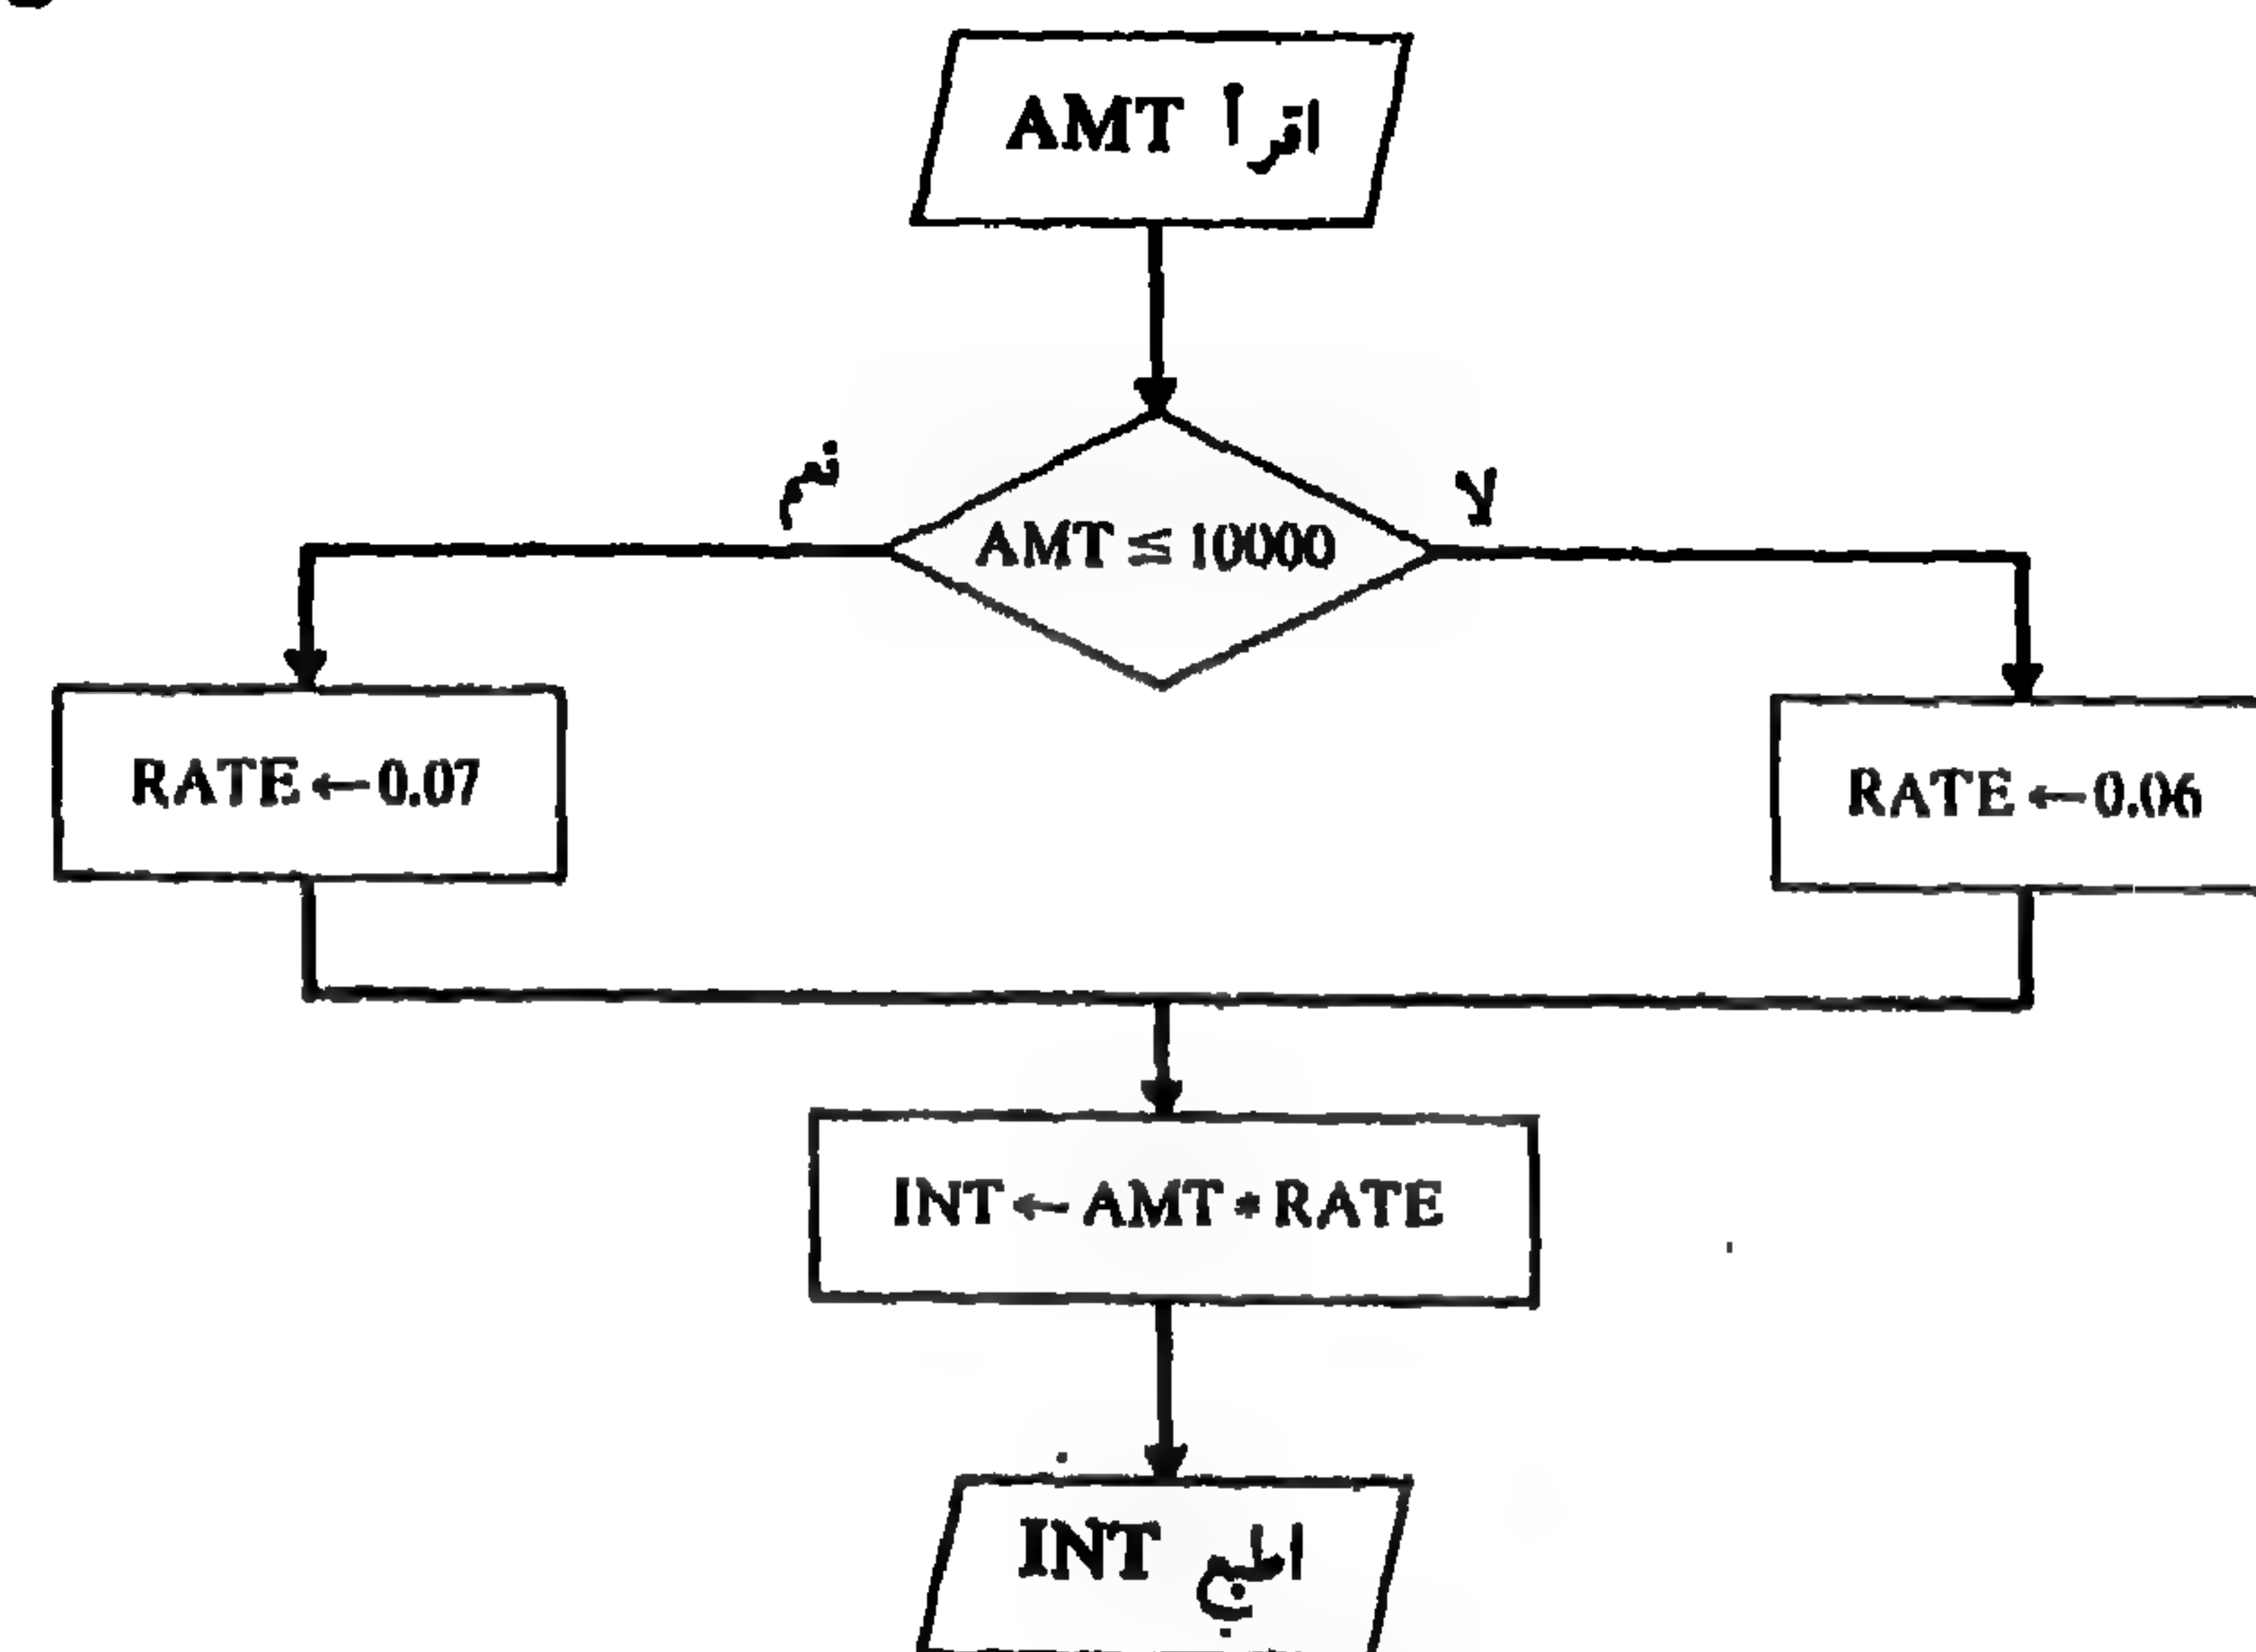 اقرأ AMT
نعم
لا
AMT ≤ 10000
RATE ← 0.07
RATE ← 0.06
INT ← AMT * RATE
اطبع INT